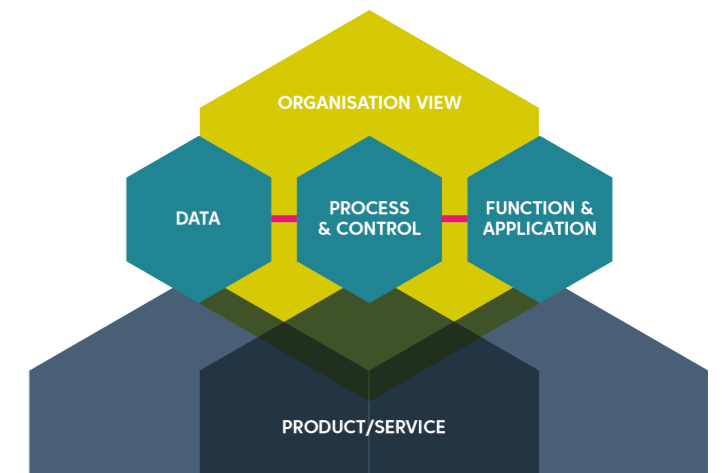 ORGANISATION VIEW
DATA
PROCESS
& CONTROL
FUNCTION &
APPLICATION
PRODUCT/SERVICE